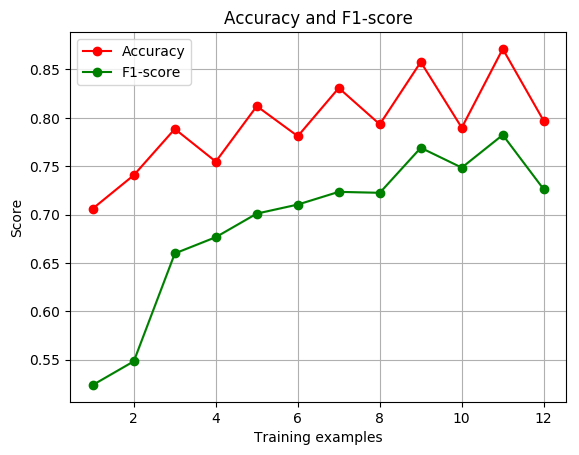 Accuracy and F1-score
Accuracy
F1-score
0.85
0.80
0.75
0.70
0.65
0.60
0.55
Score
2 4 6 8 10 12
Training examples